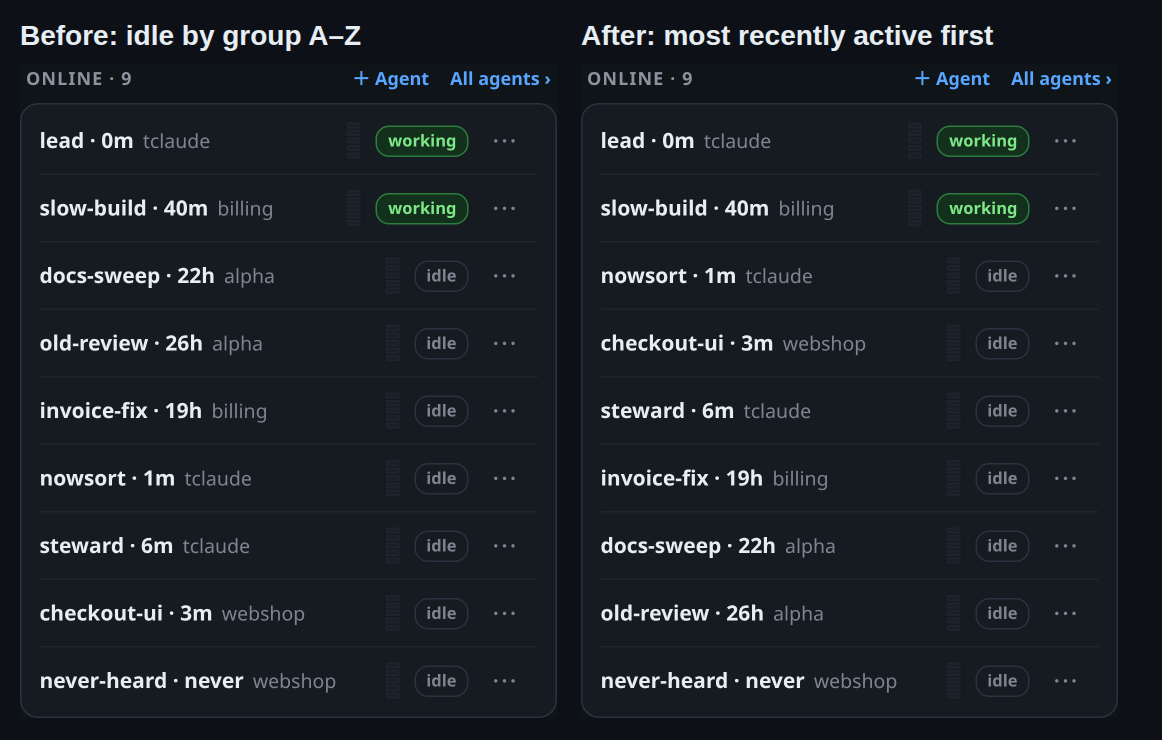 Before: idle by group A–Z
ONLINE · 9 + Agent All agents ›
lead · 0m tclaude working ···
slow-build · 40m billing working ···
docs-sweep · 22h alpha idle ···
old-review · 26h alpha idle ···
invoice-fix · 19h billing idle ···
nowsort · 1m tclaude idle ···
steward · 6m tclaude idle ···
checkout-ui · 3m webshop idle ···
never-heard · never webshop idle ···
After: most recently active first
ONLINE · 9 + Agent All agents ›
lead · 0m tclaude working ···
slow-build · 40m billing working ···
nowsort · 1m tclaude idle ···
checkout-ui · 3m webshop idle ···
steward · 6m tclaude idle ···
invoice-fix · 19h billing idle ···
docs-sweep · 22h alpha idle ···
old-review · 26h alpha idle ···
never-heard · never webshop idle ···